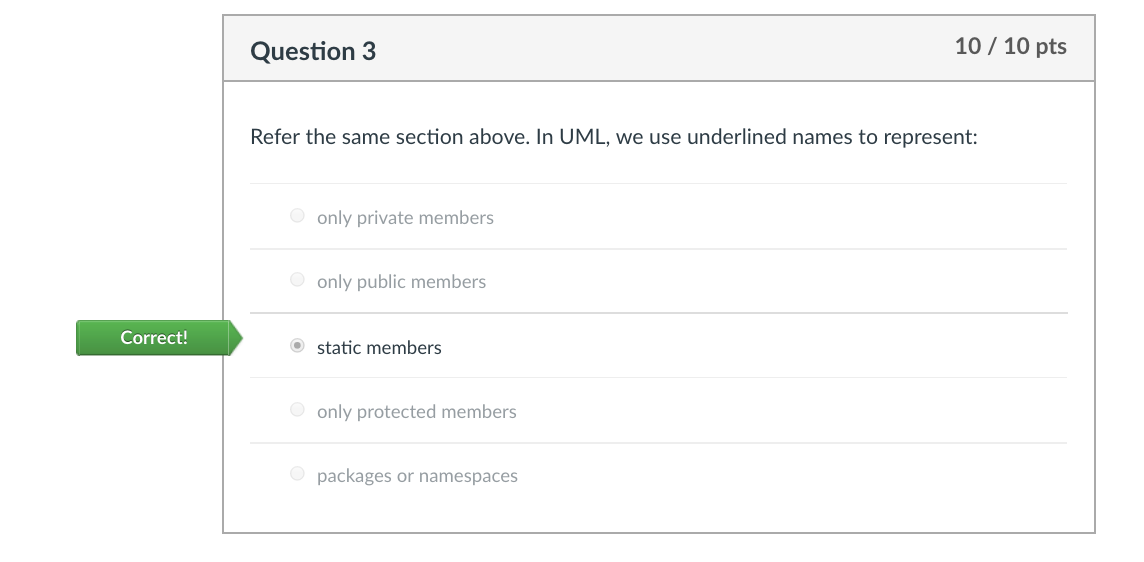 Question 3
10 / 10 pts
Refer the same section above. In UML, we use underlined names to represent:
only private members
only public members
Correct!
static members
only protected members
packages or namespaces